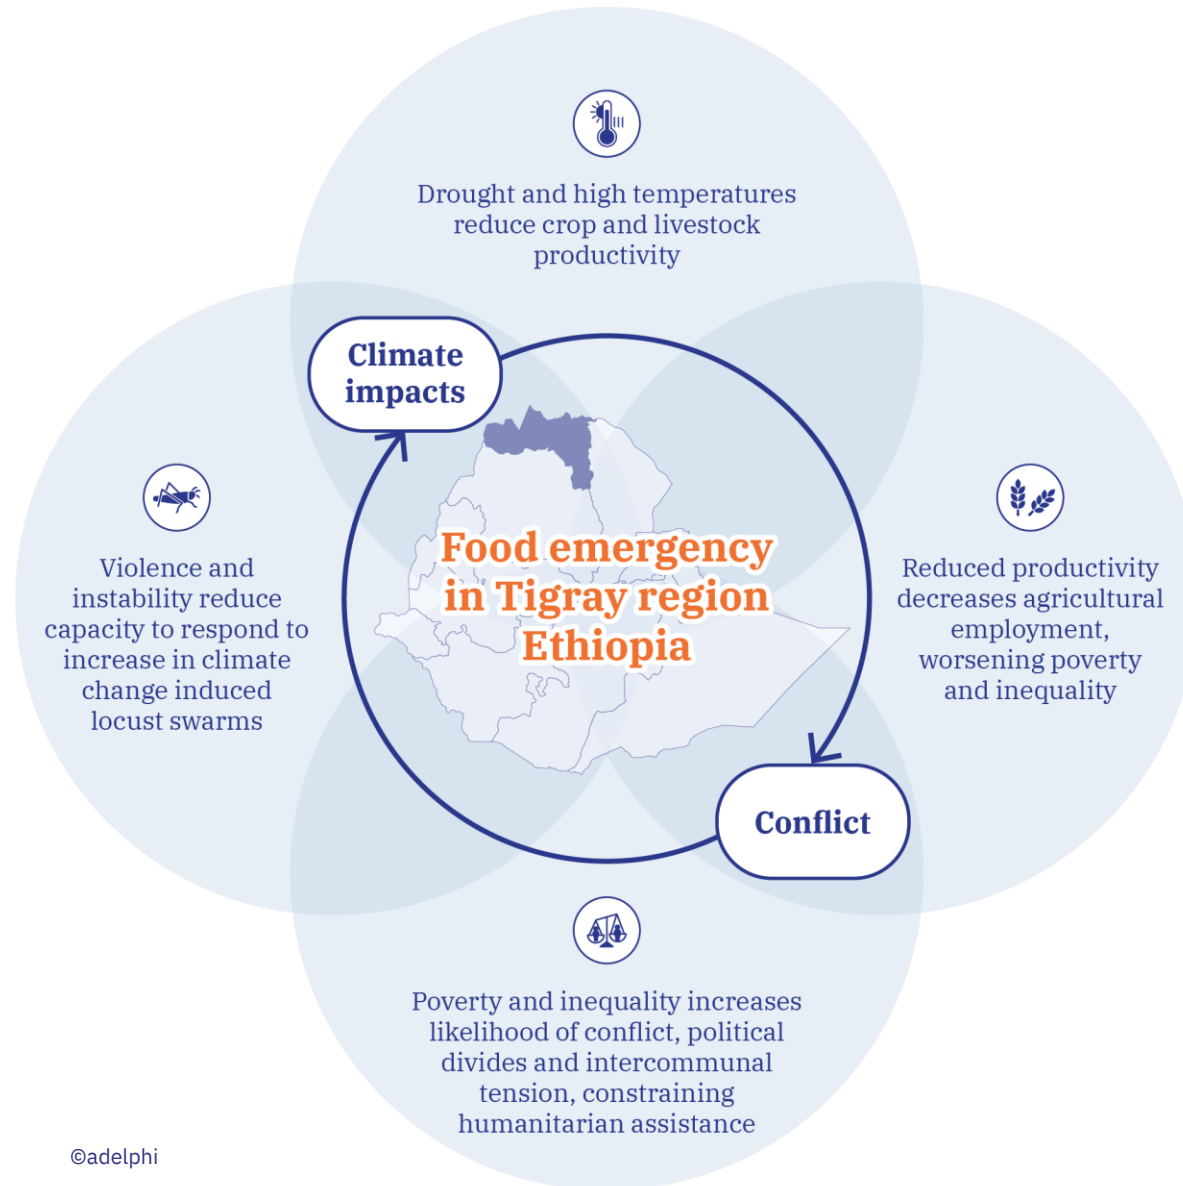 Drought and high temperatures
reduce crop and livestock
productivity
Climate
impacts
Food emergency
in Tigray region
Ethiopia
Violence and
instability reduce
capacity to respond to
increase in climate
change induced
locust swarms
Reduced productivity
decreases agricultural
employment,
worsening poverty
and inequality
Conflict
Poverty and inequality increases
likelihood of conflict, political
divides and intercommunal
tension, constraining
humanitarian assistance
©adelphi